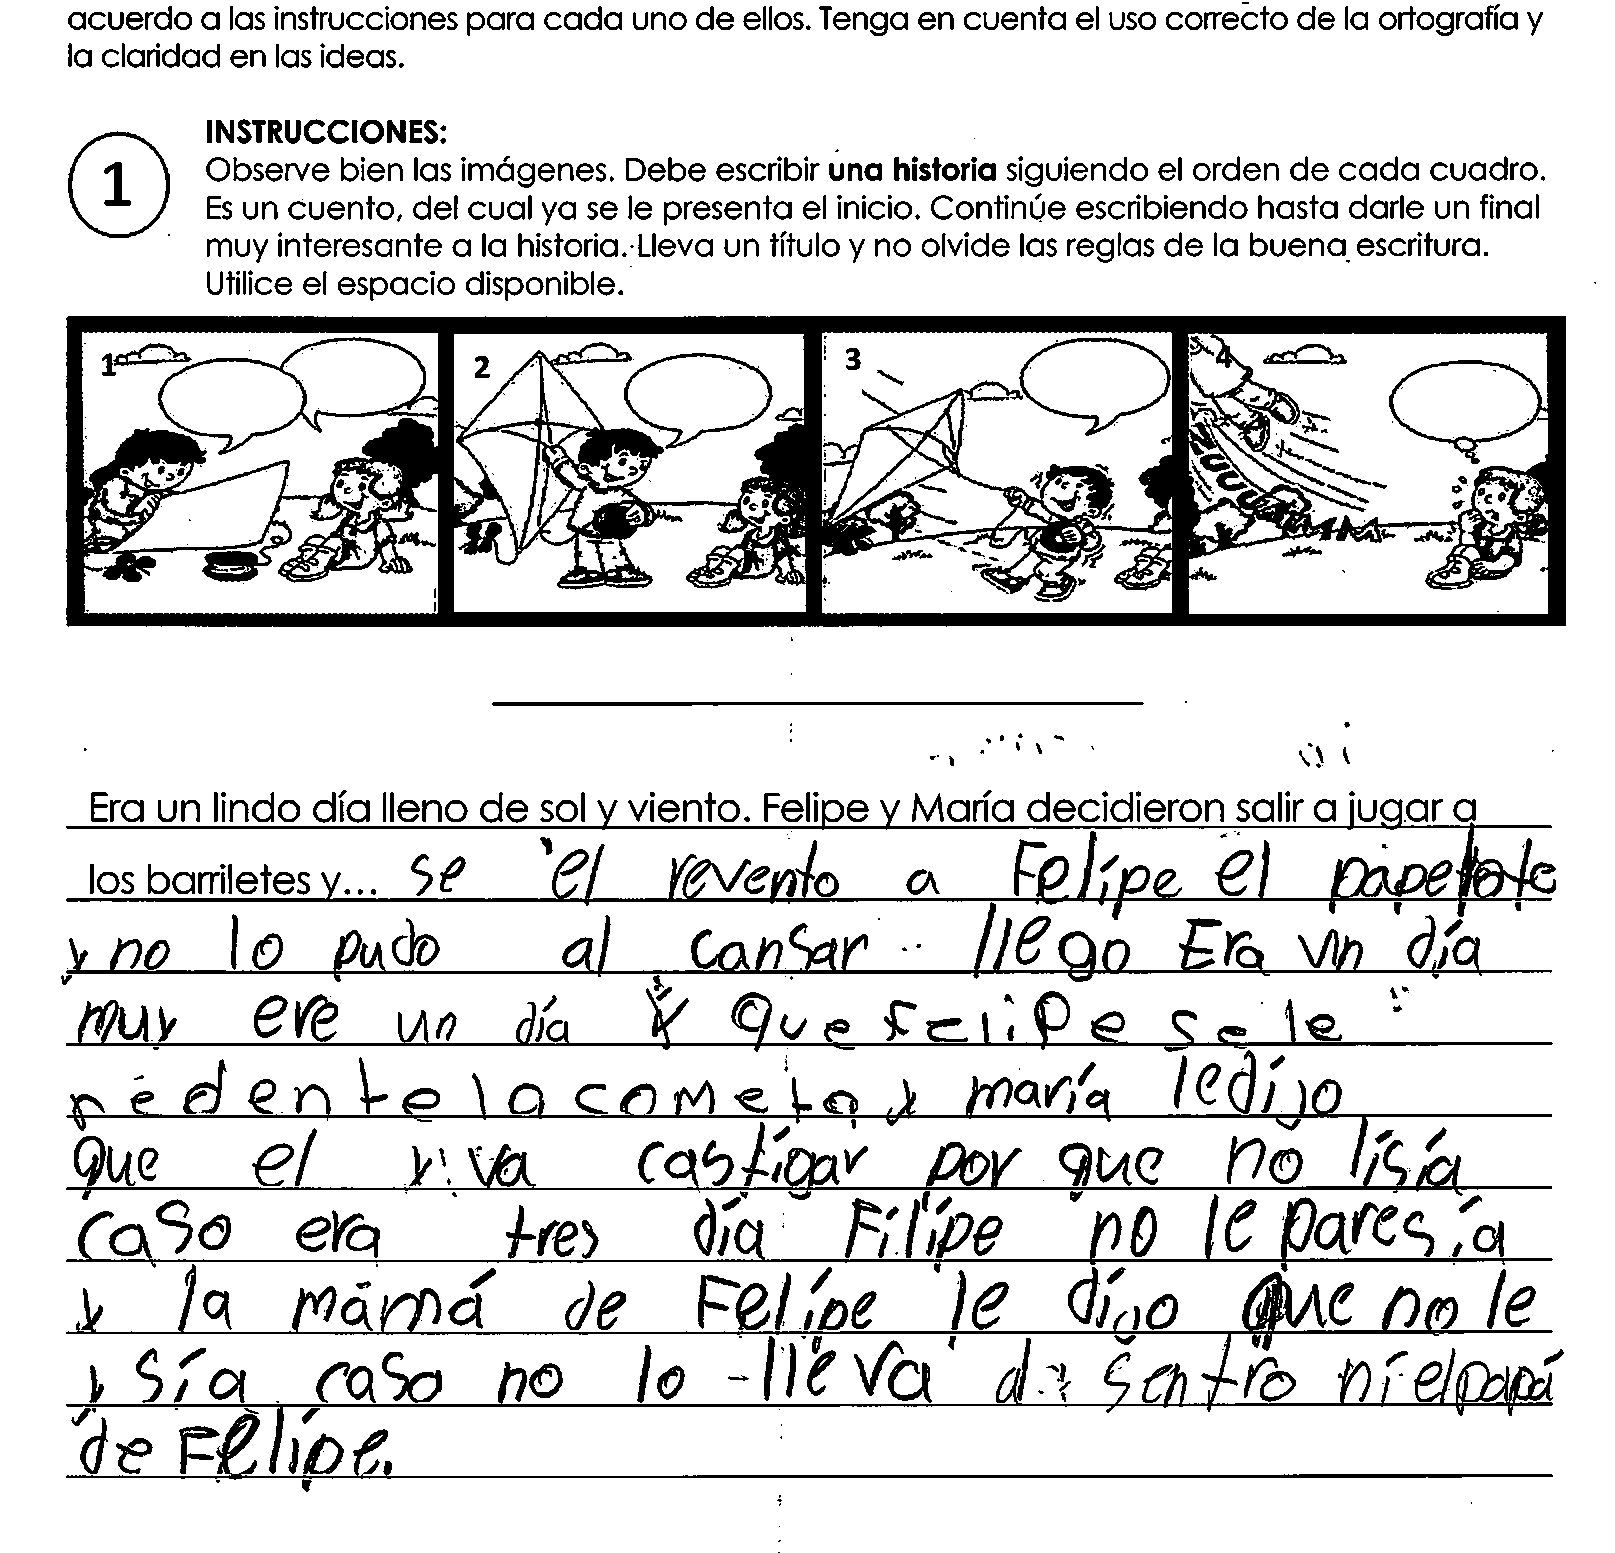 acuerdo a las instrucciones para cada uno de ellos. Tenga en cuenta el uso correcto de la ortografía y
la claridad en las ideas.
1
INSTRUCCIONES:
Observe bien las imágenes. Debe escribir una historia siguiendo el orden de cada cuadro.
Es un cuento, del cual ya se le presenta el inicio. Continúe escribiendo hasta darle un final
muy interesante a la historia. Lleva un título y no olvide las reglas de la buena escritura.
Utilice el espacio disponible.
1 2 3 4
Era un lindo día lleno de sol y viento. Felipe y María decidieron salir a jugar a
los barriletes y... se el revento a Felipe el papelote
y no lo pudo al cansar llego Era un día
muy ere un día y que felipe se le
la cometa y maría ledijo
que el viva castigar por que no lisía
caso era tres día Filipe no le paresía
y la mámá de Felípe le dijo que no le
y sía caso no lo lleva sentro ni el papá
de Felípe.